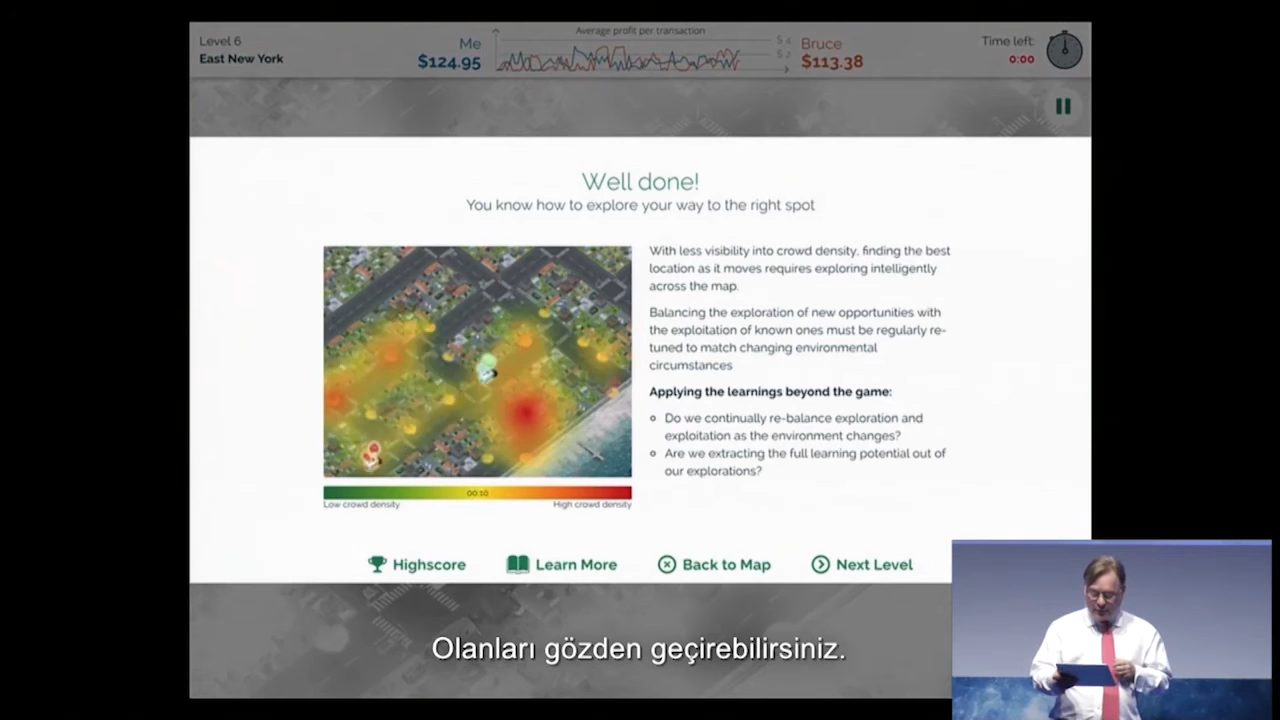 Level 6
East New York
Me
$124.95
Average profit per transaction
$ 4
$ 2
Bruce
$113.38
Time left:
0:00
Well done!
You know how to explore your way to the right spot
With less visibility into crowd density, finding the best
location as it moves requires exploring intelligently
across the map.
Balancing the exploration of new opportunities with
the exploitation of known ones must be regularly re-
tuned to match changing environmental
circumstances
Applying the learnings beyond the game:
Do we continually re-balance exploration and
exploitation as the environment changes?
Are we extracting the full learning potential out of
our explorations?
00:10
Low crowd density
High crowd density
Highscore
Learn More
Back to Map
Next Level
Olanları gözden geçirebilirsiniz.